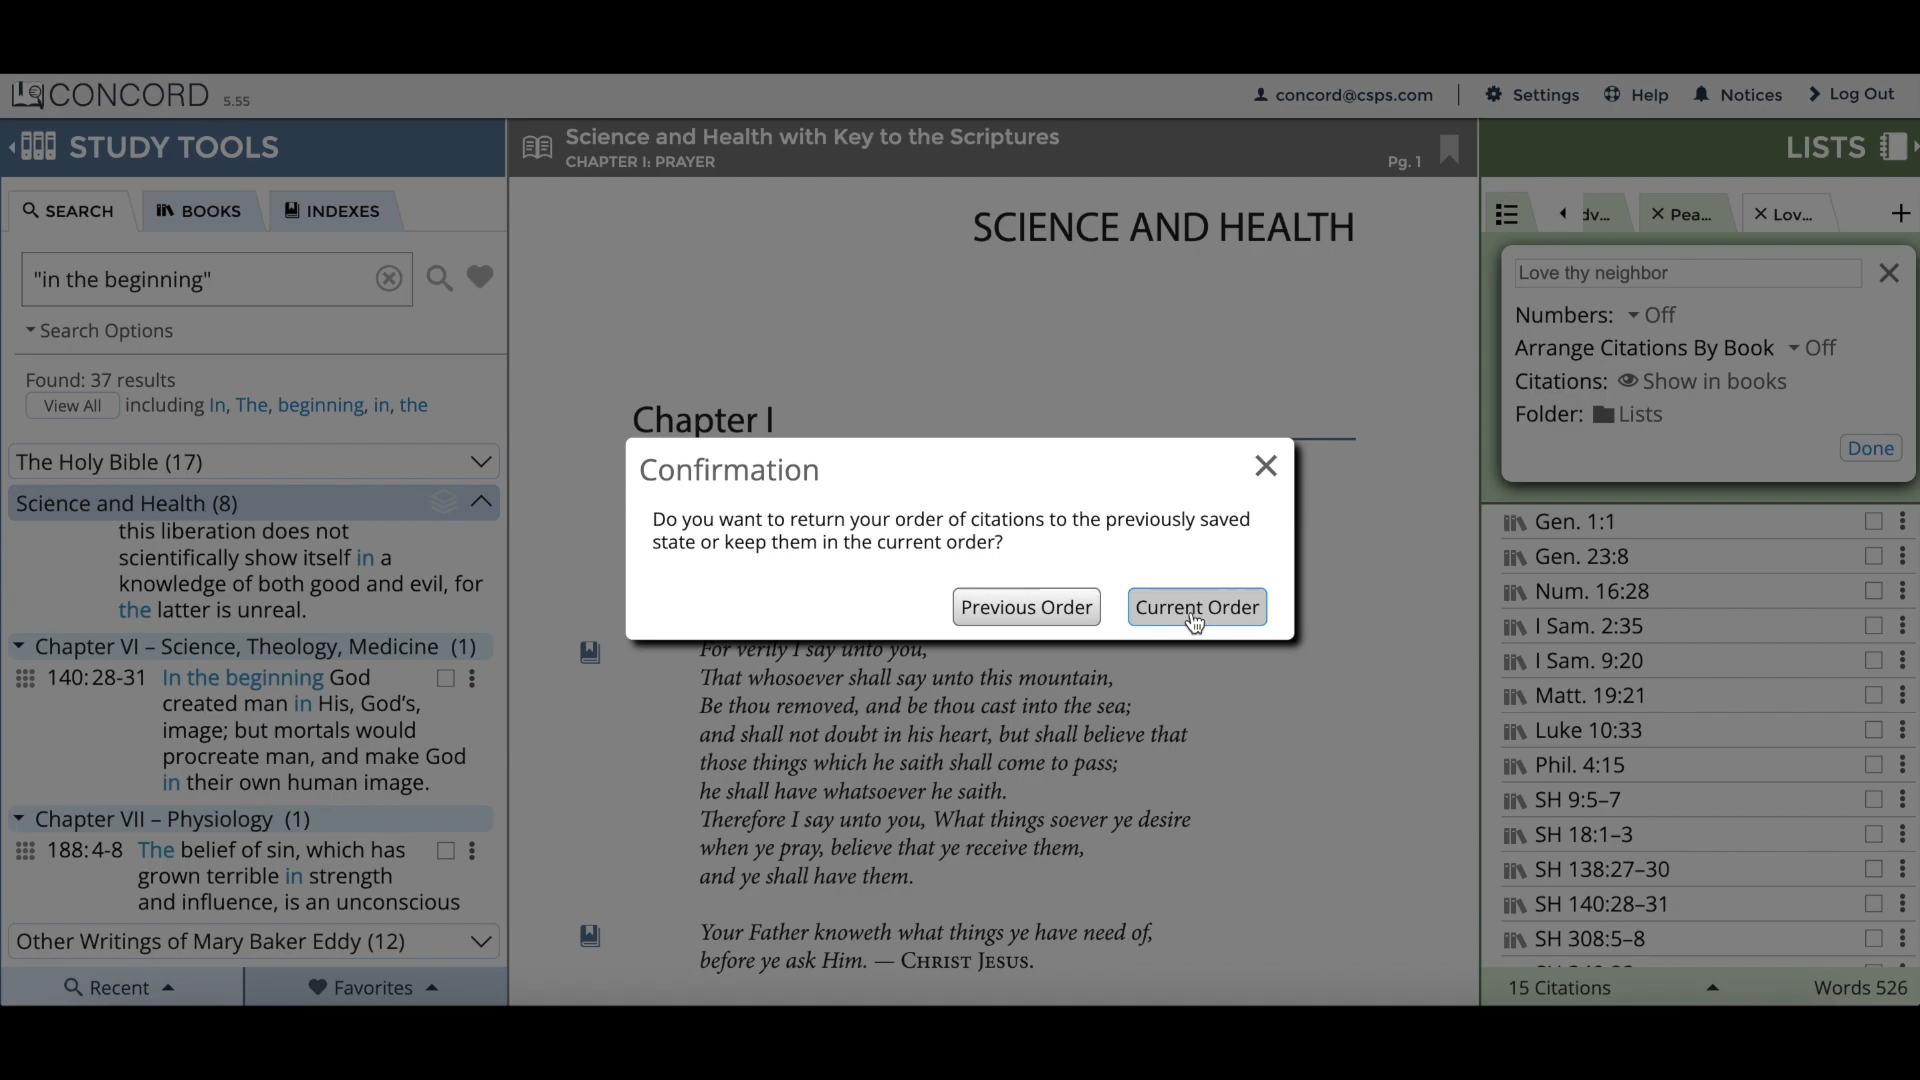 CONCORD 5.55
concord@csps.com
Settings
Help
Notices
Log Out
STUDY TOOLS
SEARCH
BOOKS
INDEXES
"in the beginning"
Search Options
Found: 37 results
View All including In, The, beginning, in, the
The Holy Bible (17)
Science and Health (8)
this liberation does not
scientifically show itself in a
knowledge of both good and evil, for
the latter is unreal.
Chapter VI – Science, Theology, Medicine (1)
140:28-31 In the beginning God
created man in His, God's,
image; but mortals would
procreate man, and make God
in their own human image.
Chapter VII – Physiology (1)
188:4-8 The belief of sin, which has
grown terrible in strength
and influence, is an unconscious
Other Writings of Mary Baker Eddy (12)
Recent
Favorites
Science and Health with Key to the Scriptures
CHAPTER I: PRAYER
Pg. 1
SCIENCE AND HEALTH
Chapter I
Confirmation
Do you want to return your order of citations to the previously saved
state or keep them in the current order?
Previous Order
Current Order
For verily I say unto you,
That whosoever shall say unto this mountain,
Be thou removed, and be thou cast into the sea;
and shall not doubt in his heart, but shall believe that
those things which he saith shall come to pass;
he shall have whatsoever he saith.
Therefore I say unto you, What things soever ye desire
when ye pray, believe that ye receive them,
and ye shall have them.
Your Father knoweth what things ye have need of,
before ye ask Him. — CHRIST JESUS.
LISTS
dv...
Pea...
Lov...
Love thy neighbor
Numbers: Off
Arrange Citations By Book Off
Citations: Show in books
Folder: Lists
Done
Gen. 1:1
Gen. 23:8
Num. 16:28
I Sam. 2:35
I Sam. 9:20
Matt. 19:21
Luke 10:33
Phil. 4:15
SH 9:5–7
SH 18:1–3
SH 138:27–30
SH 140:28–31
SH 308:5–8
15 Citations
Words 526